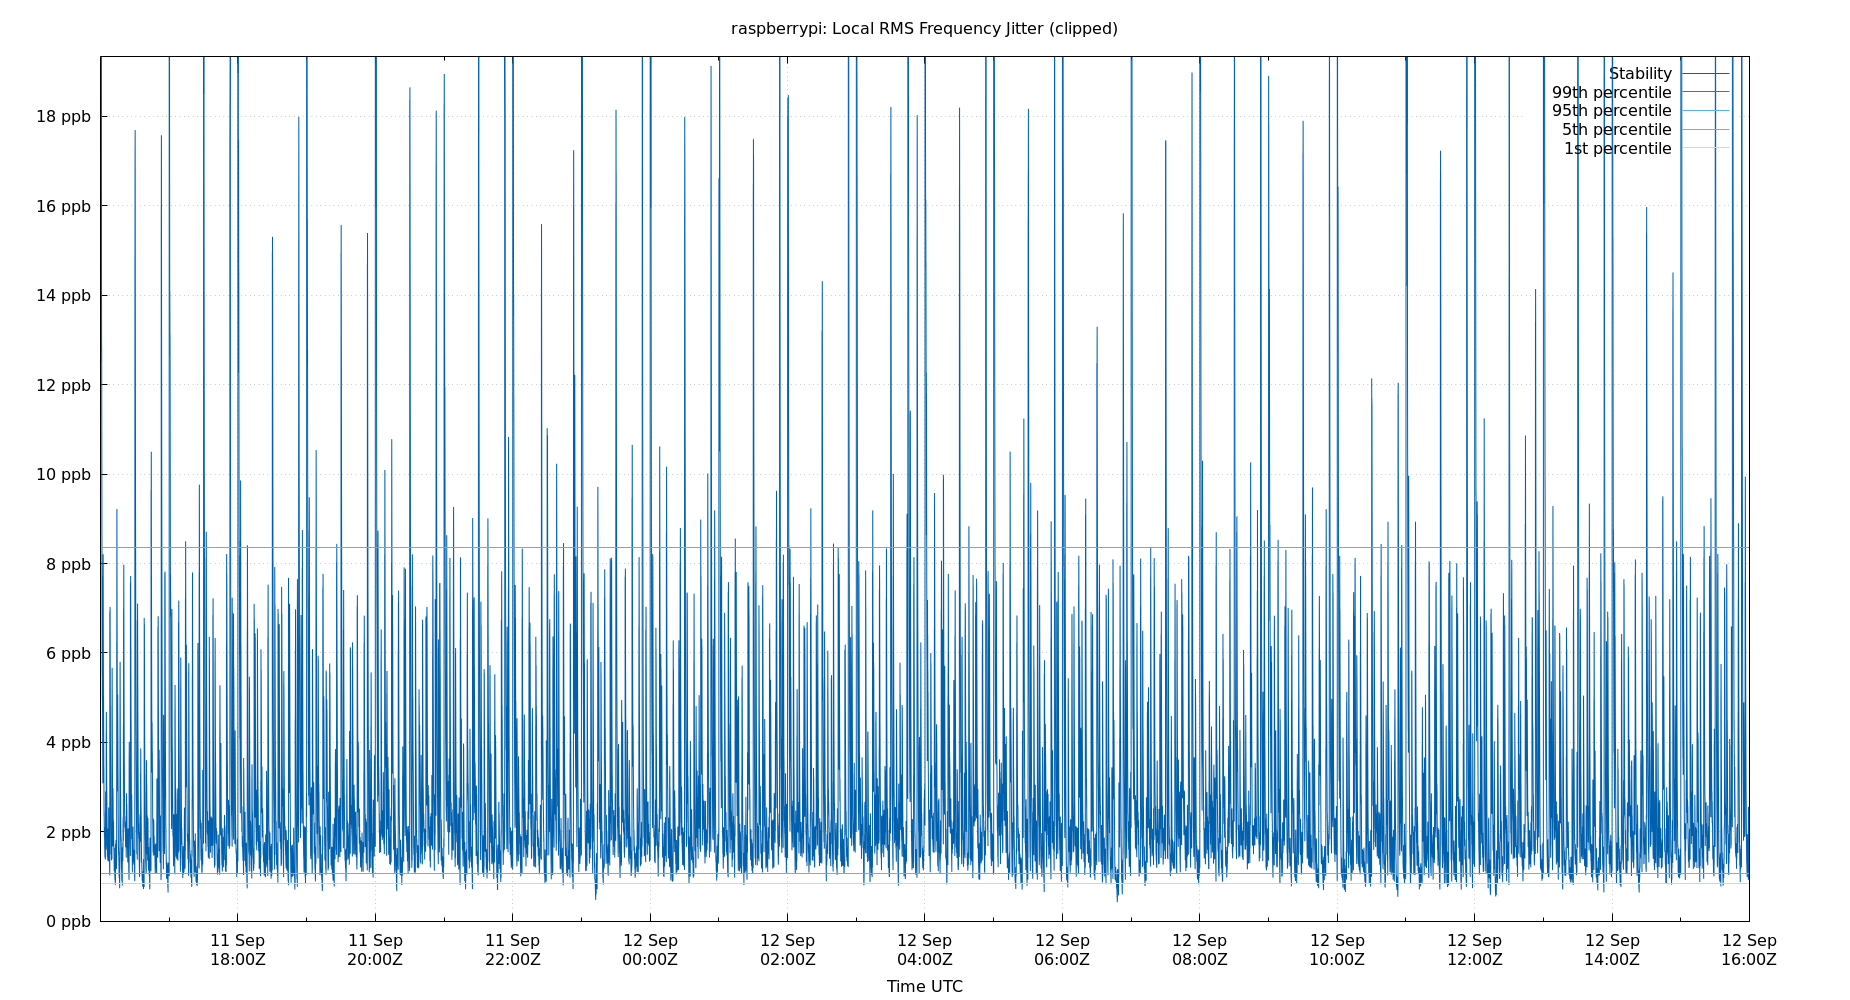 raspberrypi: Local RMS Frequency Jitter (clipped)
Stability
99th percentile
95th percentile
5th percentile
1st percentile
18 ppb
16 ppb
14 ppb
12 ppb
10 ppb
8 ppb
6 ppb
4 ppb
2 ppb
0 ppb
11 Sep 11 Sep 11 Sep 12 Sep 12 Sep 12 Sep 12 Sep 12 Sep 12 Sep 12 Sep 12 Sep 12 Sep
18:00Z 20:00Z 22:00Z 00:00Z 02:00Z 04:00Z 06:00Z 08:00Z 10:00Z 12:00Z 14:00Z 16:00Z
Time UTC